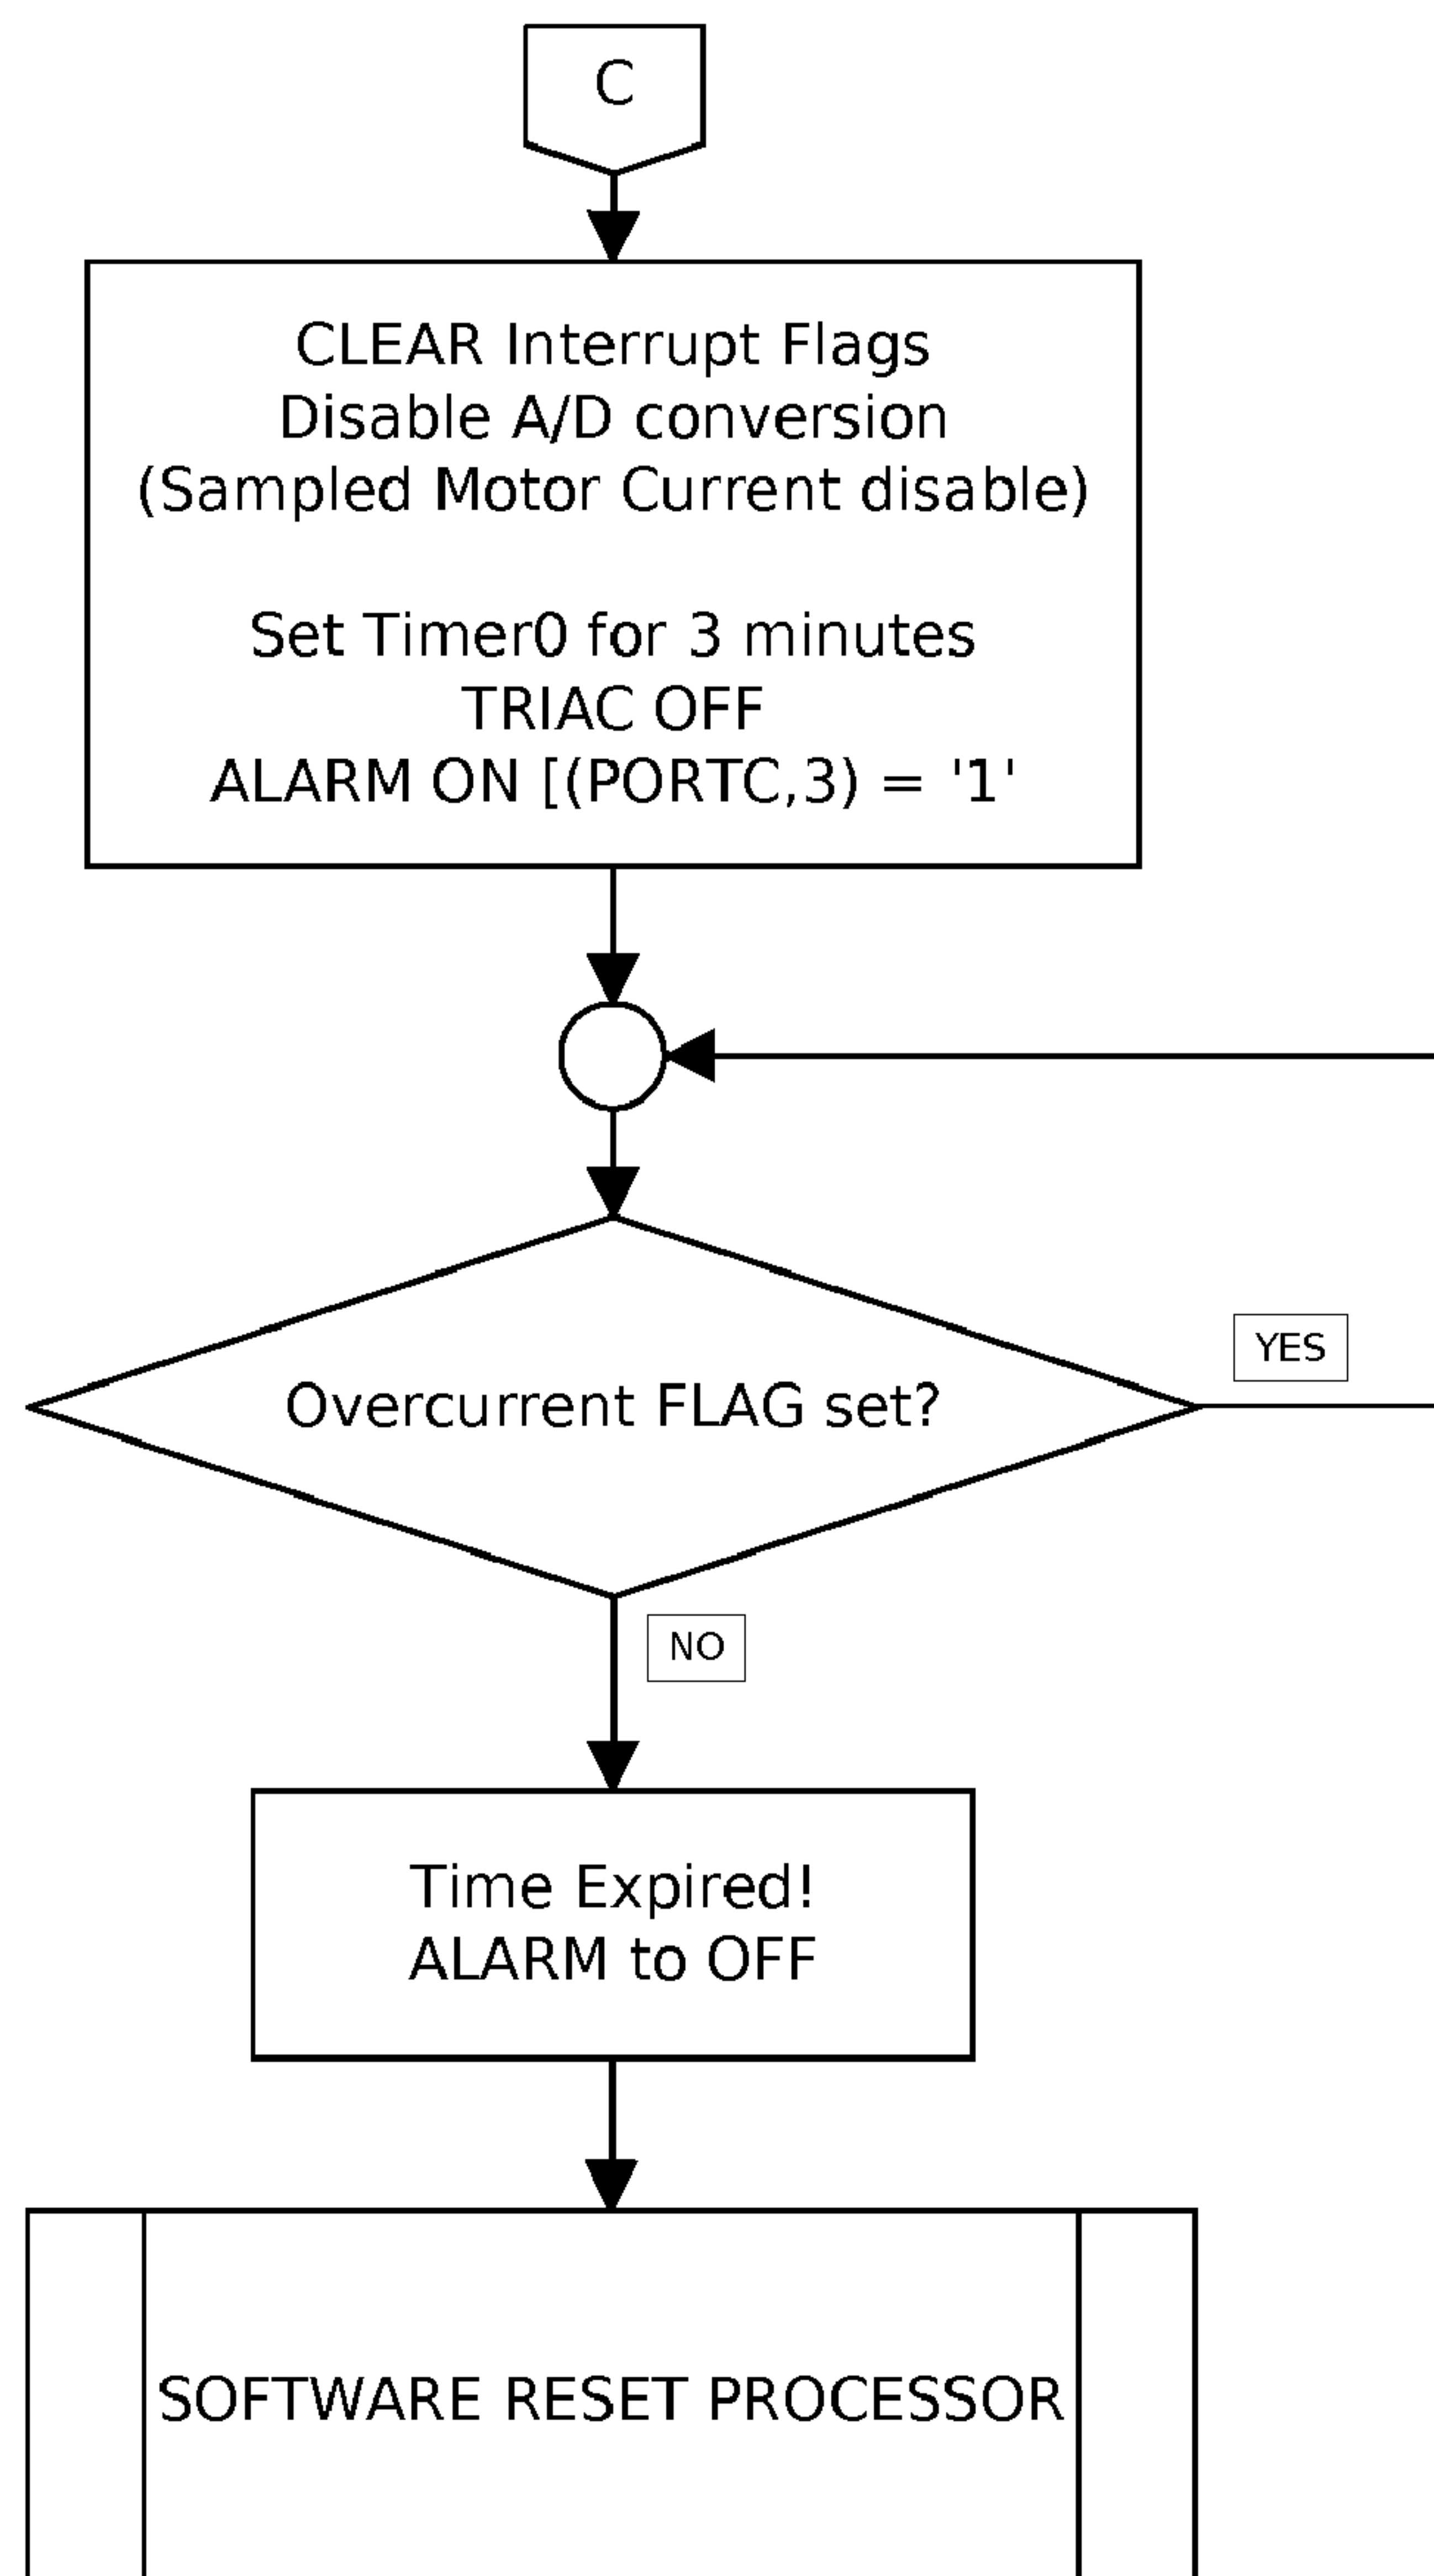 C
CLEAR Interrupt Flags
Disable A/D conversion
(Sampled Motor Current disable)
Set Timer0 for 3 minutes
TRIAC OFF
ALARM ON [(PORTC,3) = '1'
Overcurrent FLAG set?
YES
NO
Time Expired!
ALARM to OFF
SOFTWARE RESET PROCESSOR